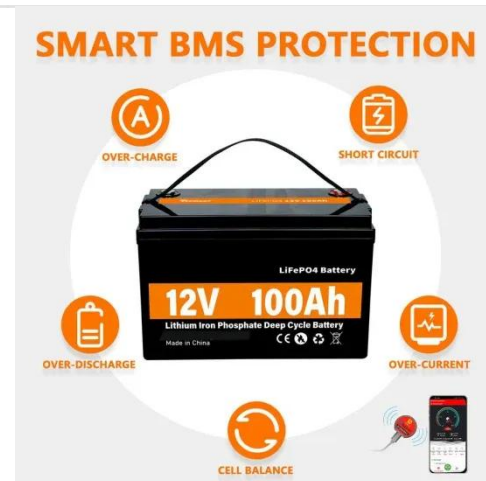 SMART BMS PROTECTION
OVER-CHARGE
SHORT CIRCUIT
LiFePO4 Battery
12V 100Ah
Lithium Iron Phosphate Deep Cycle Battery
Made in China
CE
OVER-DISCHARGE
OVER-CURRENT
CELL BALANCE